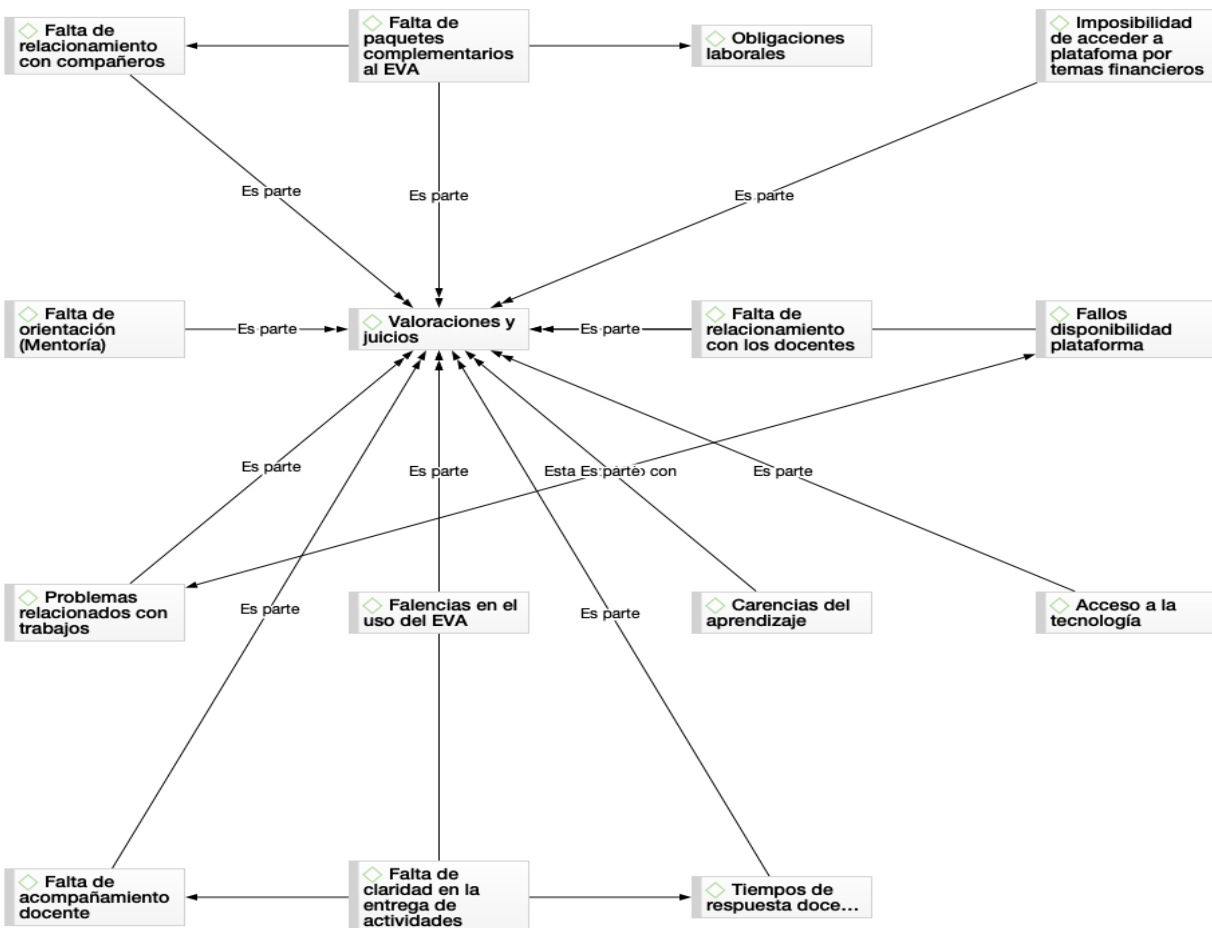 Falta de
relacionamiento
con compañeros
Falta de
paquetes
complementarios
al EVA
Obligaciones
laborales
Imposibilidad
de acceder a
platafoma por
temas financieros
Es parte
Es parte
Es parte
Falta de
orientación
(Mentoría)
Es parte
Valoraciones y
juicios
Es parte
Falta de
relacionamiento
con los docentes
Fallos
disponibilidad
plataforma
Es parte
Es parte
Esta Es parte con
Es parte
Problemas
relacionados con
trabajos
Es parte
Falencias en el
uso del EVA
Es parte
Carencias del
aprendizaje
Acceso a la
tecnología
Falta de
acompañamiento
docente
Falta de
claridad en la
entrega de
actividades
Tiempos de
respuesta doce...